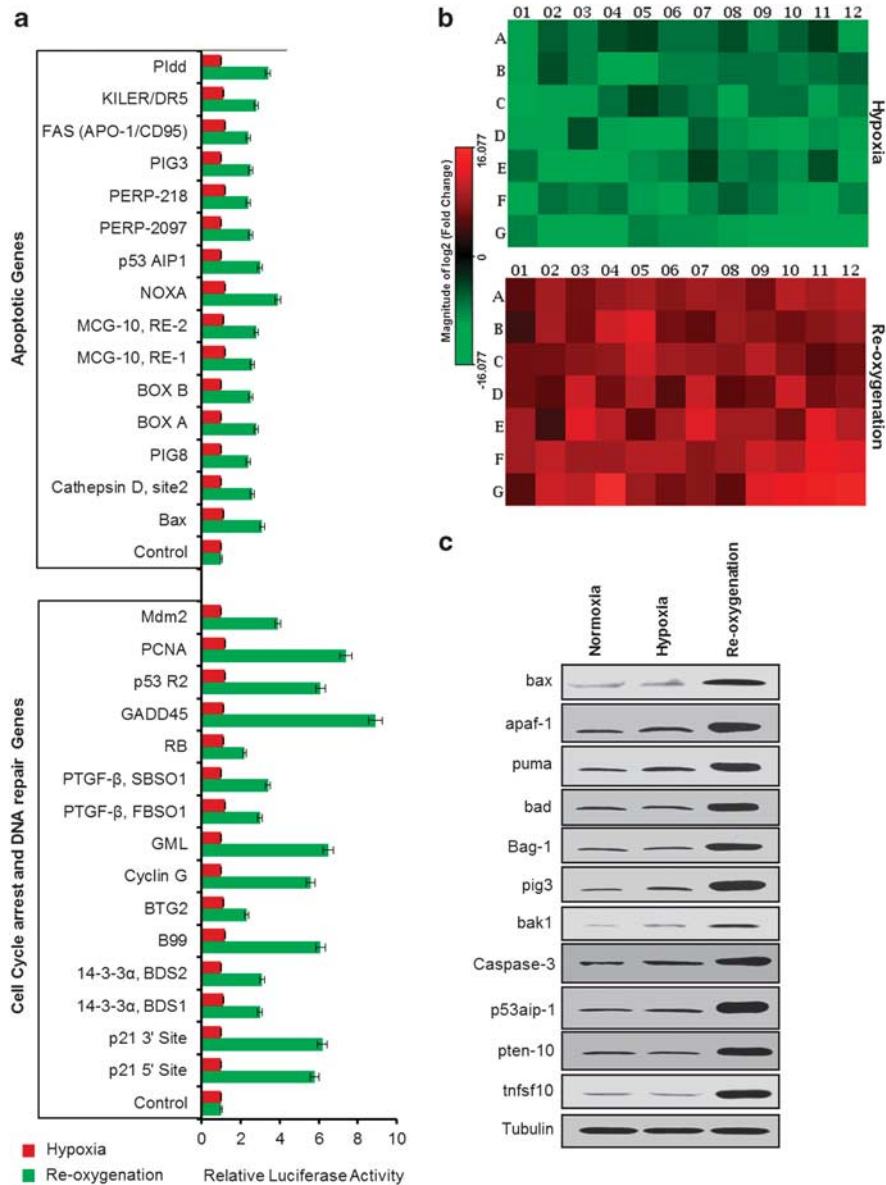 a
Apoptotic Genes
PIdd
KILER/DR5
FAS (APO-1/CD95)
PIG3
PERP-218
PERP-2097
p53 AIP1
NOXA
MCG-10, RE-2
MCG-10, RE-1
BOX B
BOX A
PIG8
Cathepsin D, site2
Bax
Control
Cell Cycle arrest and DNA repair Genes
Mdm2
PCNA
p53 R2
GADD45
RB
PTGF-β, SBSO1
PTGF-β, FBSO1
GML
Cyclin G
BTG2
B99
14-3-3α, BDS2
14-3-3α, BDS1
p21 3' Site
p21 5' Site
Control
0 2 4 6 8 10
Relative Luciferase Activity
Hypoxia
Re-oxygenation
b
01 02 03 04 05 06 07 08 09 10 11 12
A
B
C
D
E
F
G
Hypoxia
16.077
0
-16.077
Magnitude of log2 (Fold Change)
01 02 03 04 05 06 07 08 09 10 11 12
A
B
C
D
E
F
G
Re-oxygenation
c
Normoxia Hypoxia Re-oxygenation
bax
apaf-1
puma
bad
Bag-1
pig3
bak1
Caspase-3
p53aip-1
pten-10
tnfsf10
Tubulin